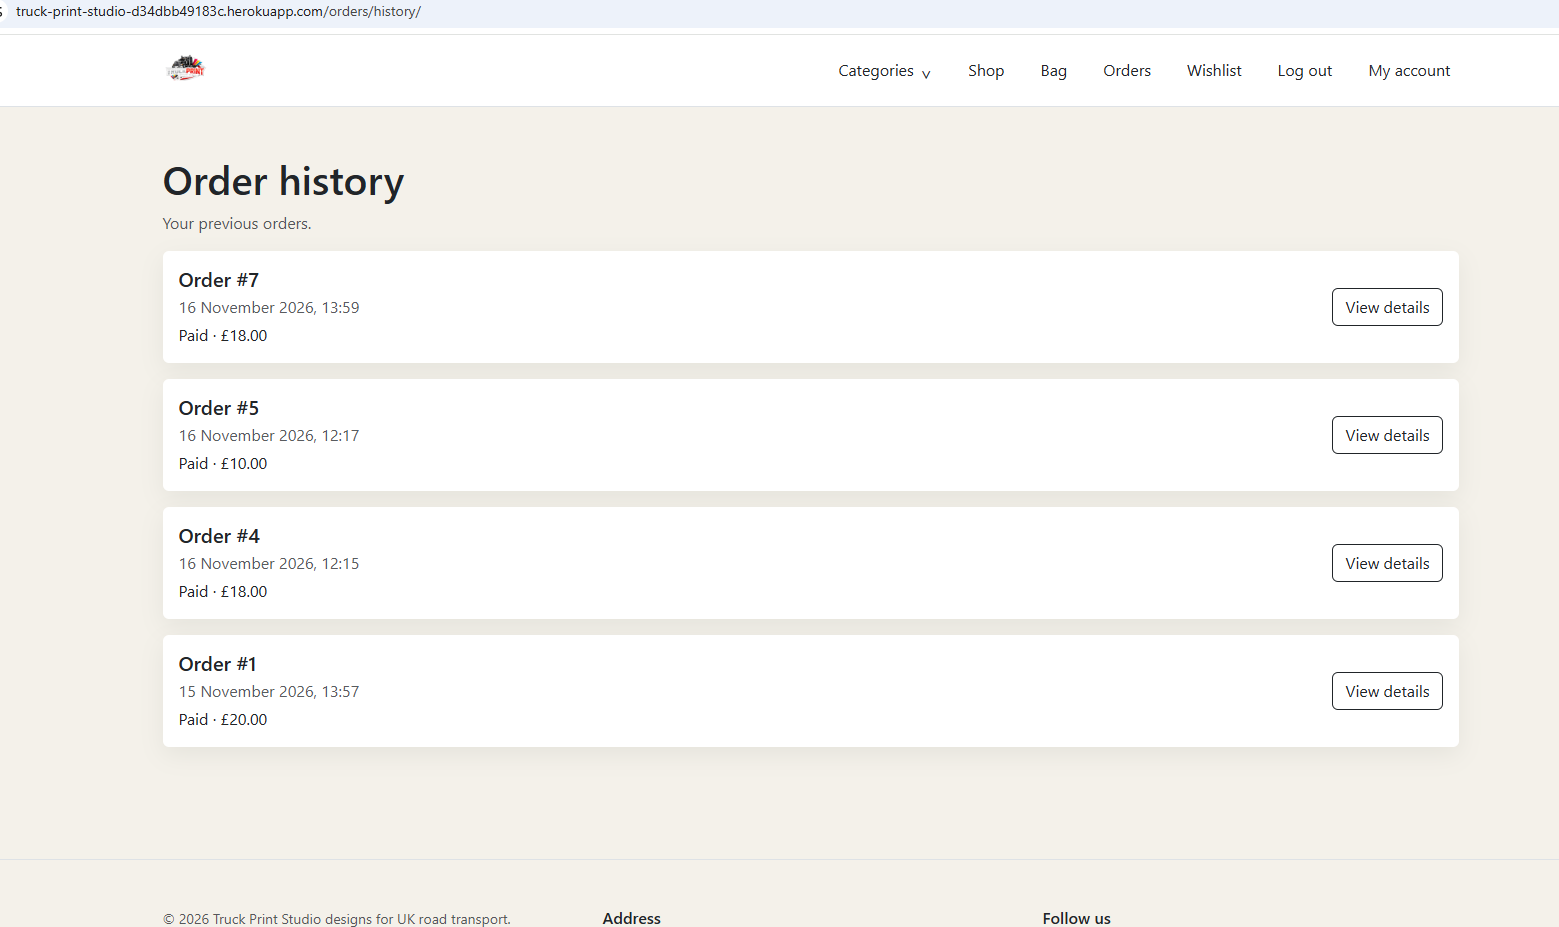 truck-print-studio-d34dbb49183c.herokuapp.com/orders/history/
Categories
Shop
Bag
Orders
Wishlist
Log out
My account
Order history
Your previous orders.
Order #7
16 November 2026, 13:59
Paid · £18.00
View details
Order #5
16 November 2026, 12:17
Paid · £10.00
View details
Order #4
16 November 2026, 12:15
Paid · £18.00
View details
Order #1
15 November 2026, 13:57
Paid · £20.00
View details
© 2026 Truck Print Studio designs for UK road transport.
Address
Follow us